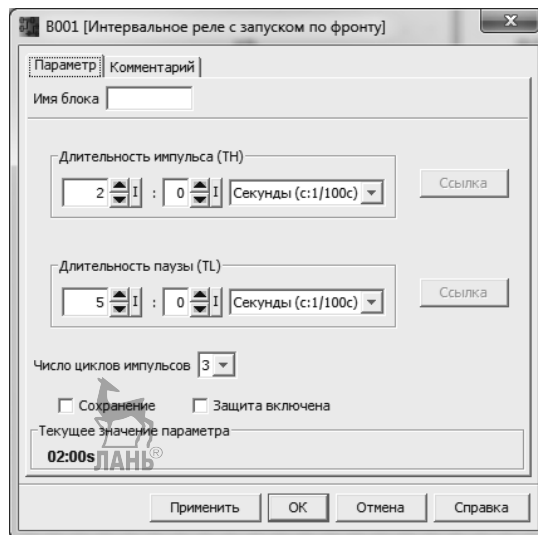 B001 [Интервальное реле с запуском по фронту]
Параметр Комментарий
Имя блока
Длительность импульса (TH)
2 : 0 Секунды (с:1/100с) Ссылка
Длительность паузы (TL)
5 : 0 Секунды (с:1/100с) Ссылка
Число циклов импульсов 3
Сохранение Защита включена
Текущее значение параметра
02:00s
ЛАНЬ®
Применить ОК Отмена Справка